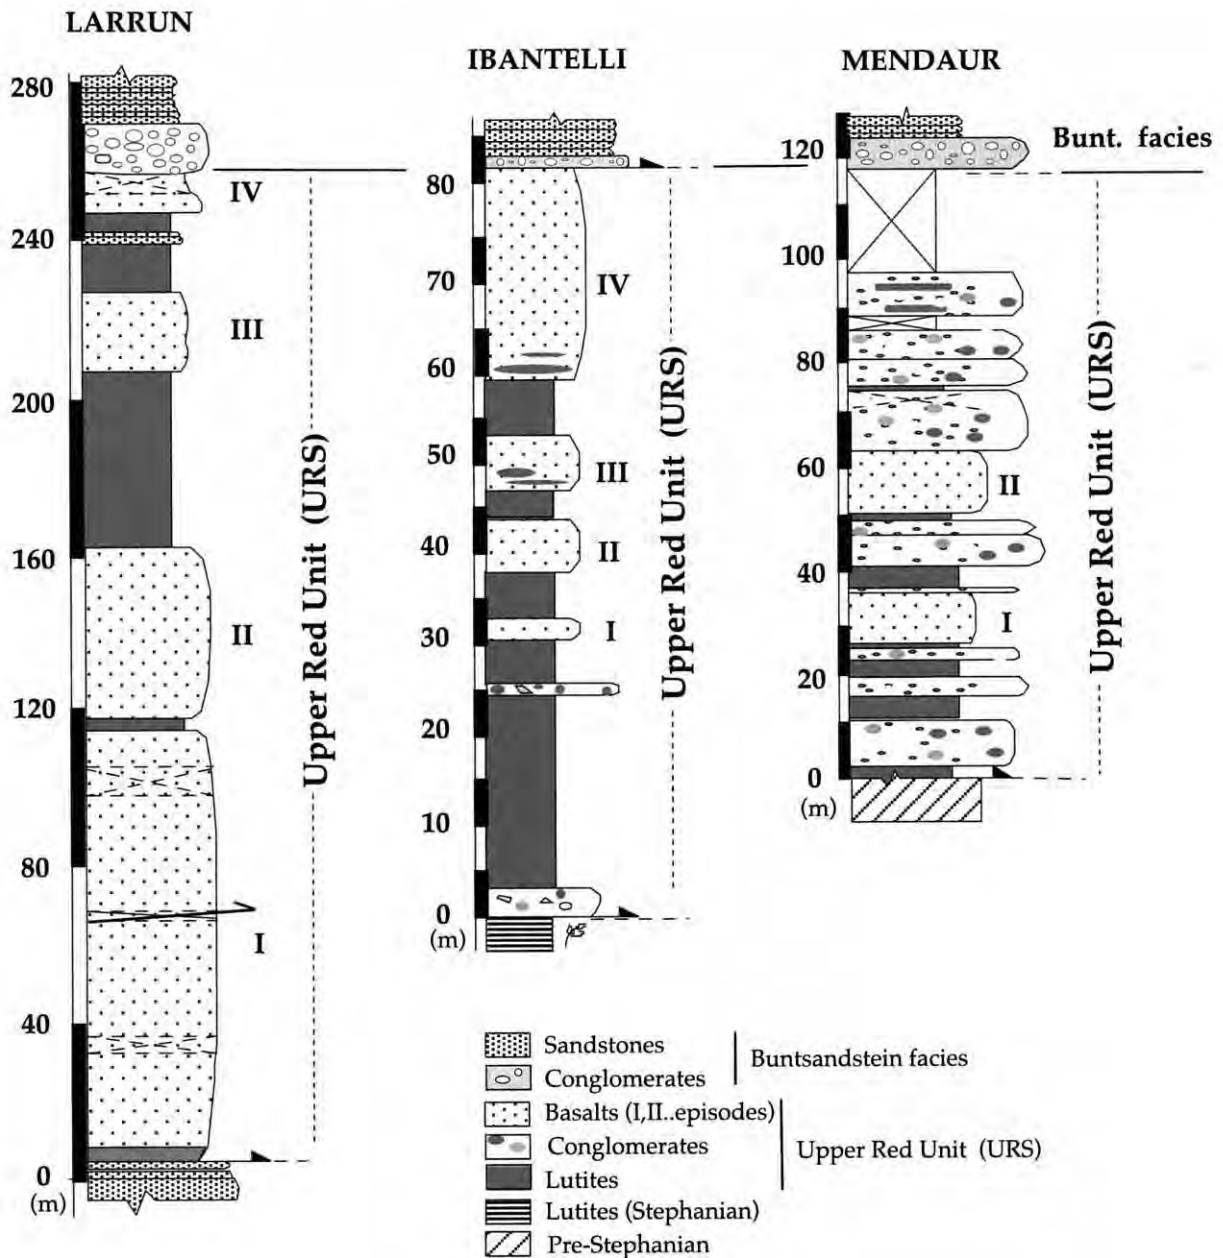 LARRUN
280
240
200
160
120
80
40
0
(m)
IV
III
II
I
Upper Red Unit (URS)
IBANTELLI
80
70
60
50
40
30
20
10
0
(m)
IV
III
II
I
Upper Red Unit (URS)
MENDAUR
120
100
80
60
40
20
0
(m)
II
I
Bunt. facies
Upper Red Unit (URS)
Sandstones
Conglomerates
Buntsandstein facies
Basalts (I,II..episodes)
Conglomerates
Lutites
Upper Red Unit (URS)
Lutites (Stephanian)
Pre-Stephanian